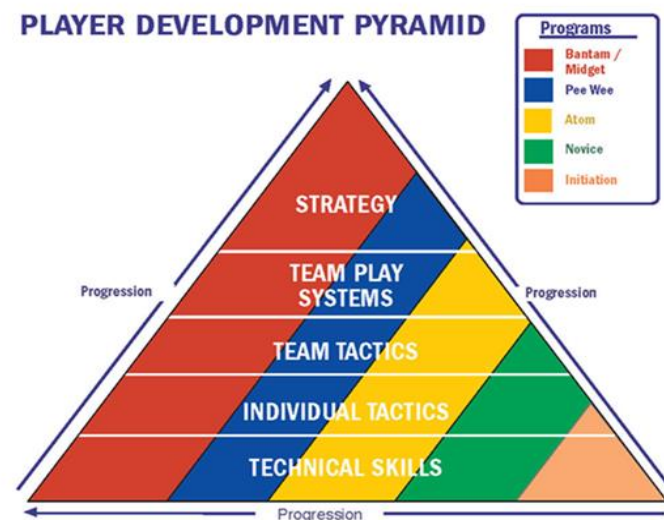 PLAYER DEVELOPMENT PYRAMID
Programs
Bantam /
Midget
Pee Wee
Atom
Novice
Initiation
STRATEGY
TEAM PLAY
SYSTEMS
Progression
Progression
TEAM TACTICS
INDIVIDUAL TACTICS
TECHNICAL SKILLS
Progression